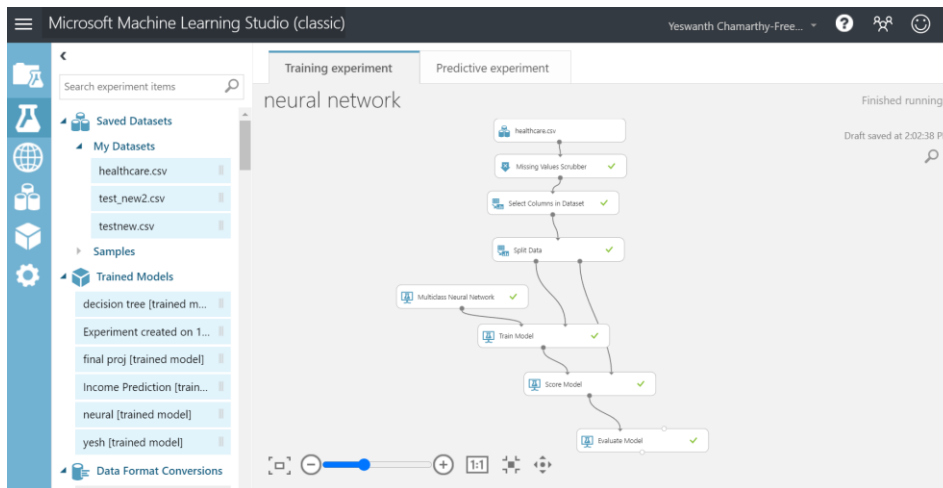 Microsoft Machine Learning Studio (classic)
Yeswanth Chamarthy-Free...
?
Search experiment items
Saved Datasets
My Datasets
healthcare.csv
test_new2.csv
testnew.csv
Samples
Trained Models
decision tree [trained m...
Experiment created on 1...
final proj [trained model]
Income Prediction [train...
neural [trained model]
yesh [trained model]
Data Format Conversions
Training experiment
Predictive experiment
neural network
Finished running
Draft saved at 2:02:38 P
healthcare.csv
Missing Values Scrubber
Select Columns in Dataset
Split Data
Multiclass Neural Network
Train Model
Score Model
Evaluate Model
1:1